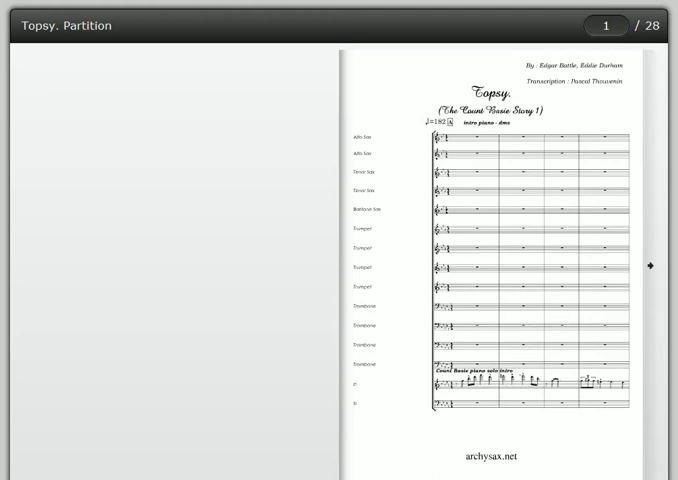 Topsy. Partition
1 / 28
By : Edgar Battle, Eddie Durham
Transcription : Pascal Thouvenin
Topsy.
(The Count Basie Story 1)
♩=182 A intro piano - dms
Alto Sax
Alto Sax
Tenor Sax
Tenor Sax
Baritone Sax
Trumpet
Trumpet
Trumpet
Trumpet
Trombone
Trombone
Trombone
Trombone
Count Basie piano solo intro
archysax.net